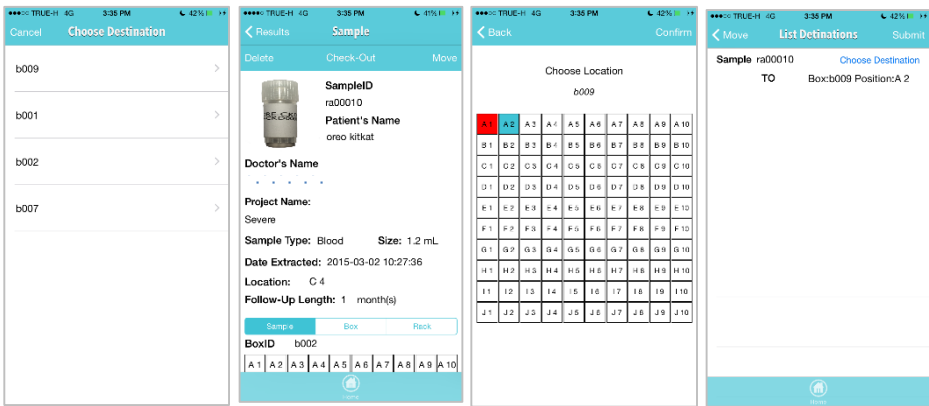 ●●●○○ TRUE-H 4G 3:35 PM 42%
Cancel Choose Destination
b009
b001
b002
b007
●●●●○ TRUE-H 4G 3:35 PM 41%
Results Sample
Delete Check-Out Move
SampleID
ra00010
Patient's Name
oreo kitkat
Doctor's Name
Project Name:
Severe
Sample Type: Blood Size: 1.2 mL
Date Extracted: 2015-03-02 10:27:36
Location: C 4
Follow-Up Length: 1 month(s)
Sample Box Rack
BoxID b002
A 1 A 2 A 3 A 4 A 5 A 6 A 7 A 8 A 9 A 10
Home
●●●○○ TRUE-H 4G 3:35 PM 42%
Back Confirm
Choose Location
b009
A 1 A 2 A 3 A 4 A 5 A 6 A 7 A 8 A 9 A 10
B 1 B 2 B 3 B 4 B 5 B 6 B 7 B 8 B 9 B 10
C 1 C 2 C 3 C 4 C 5 C 6 C 7 C 8 C 9 C 10
D 1 D 2 D 3 D 4 D 5 D 6 D 7 D 8 D 9 D 10
E 1 E 2 E 3 E 4 E 5 E 6 E 7 E 8 E 9 E 10
F 1 F 2 F 3 F 4 F 5 F 6 F 7 F 8 F 9 F 10
G 1 G 2 G 3 G 4 G 5 G 6 G 7 G 8 G 9 G 10
H 1 H 2 H 3 H 4 H 5 H 6 H 7 H 8 H 9 H 10
I 1 I 2 I 3 I 4 I 5 I 6 I 7 I 8 I 9 I 10
J 1 J 2 J 3 J 4 J 5 J 6 J 7 J 8 J 9 J 10
●●●○○ TRUE-H 4G 3:35 PM 42%
Move List Detinations Submit
Sample ra00010 Choose Destination
TO Box:b009 Position:A 2
Home